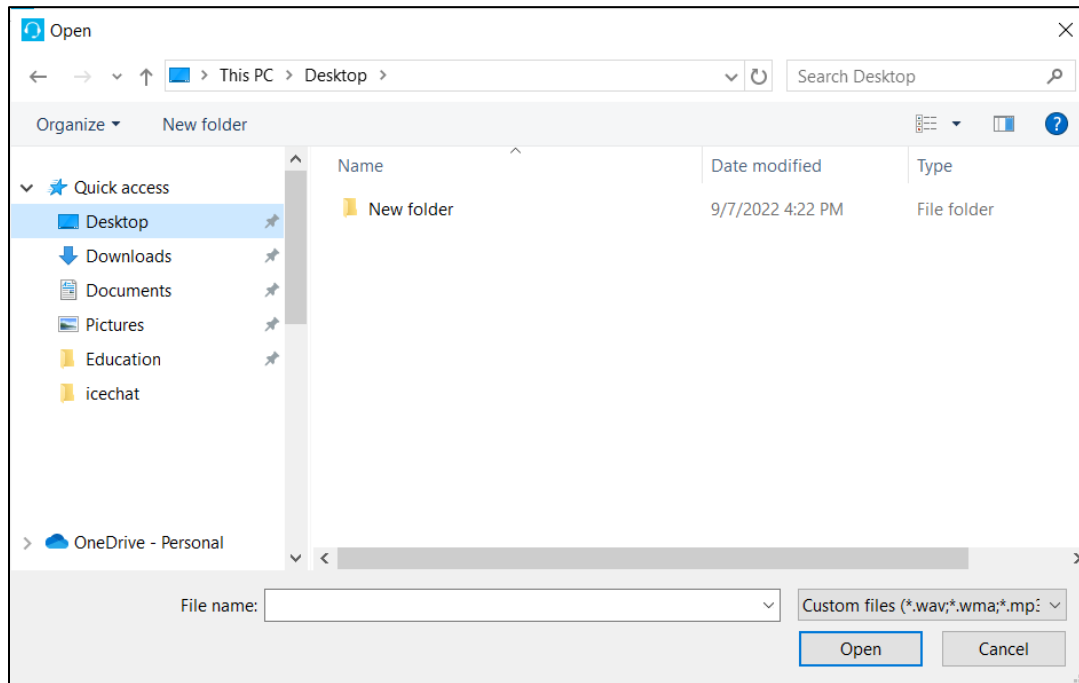 Open
This PC > Desktop >
Search Desktop
Organize
New folder
Name
Date modified
Type
Quick access
New folder
9/7/2022 4:22 PM
File folder
Desktop
Downloads
Documents
Pictures
Education
icechat
OneDrive - Personal
File name:
Custom files (*.wav;*.wma;*.mp3
Open
Cancel